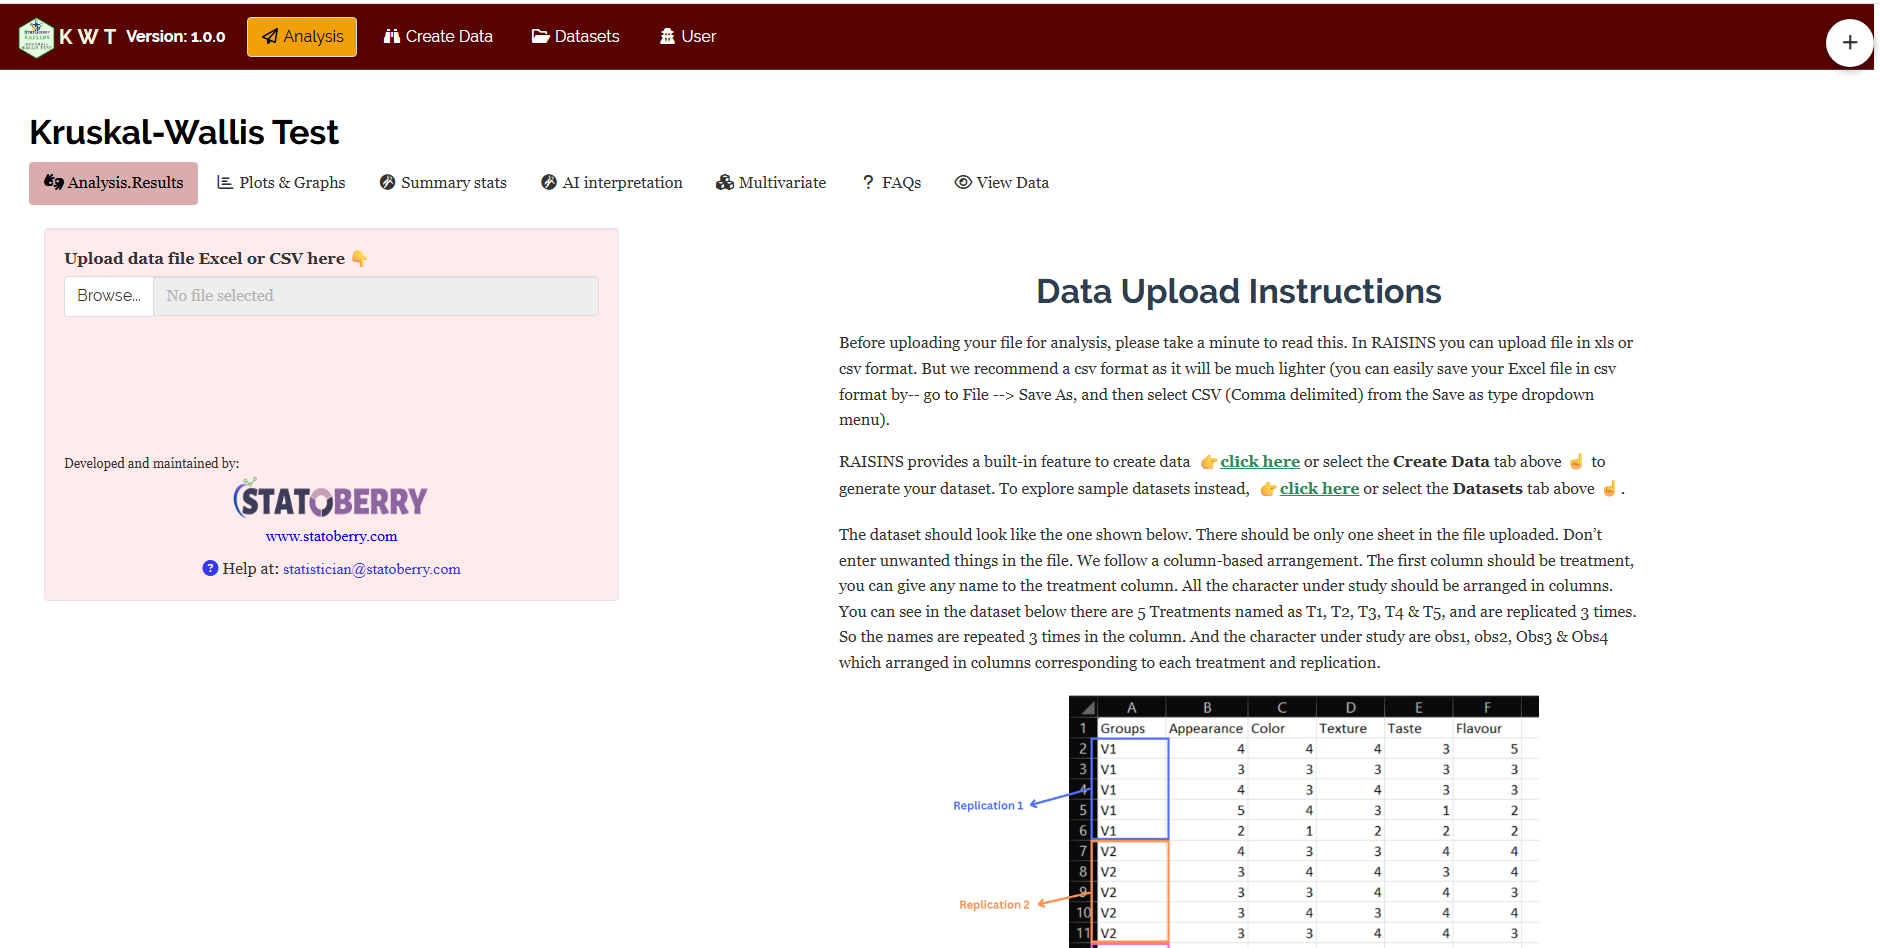 KWT Version: 1.0.0 Analysis Create Data Datasets User
Kruskal-Wallis Test
Analysis.Results Plots & Graphs Summary stats AI interpretation Multivariate FAQs View Data
Upload data file Excel or CSV here
Browse... No file selected
Developed and maintained by:
STATOBERRY
www.statoberry.com
Help at: statistician@statoberry.com
Data Upload Instructions
Before uploading your file for analysis, please take a minute to read this. In RAISINS you can upload file in xls or
csv format. But we recommend a csv format as it will be much lighter (you can easily save your Excel file in csv
format by-- go to File --> Save As, and then select CSV (Comma delimited) from the Save as type dropdown
menu).
RAISINS provides a built-in feature to create data 👉click here or select the Create Data tab above ☝ to
generate your dataset. To explore sample datasets instead, 👉click here or select the Datasets tab above ☝.
The dataset should look like the one shown below. There should be only one sheet in the file uploaded. Don't
enter unwanted things in the file. We follow a column-based arrangement. The first column should be treatment,
you can give any name to the treatment column. All the character under study should be arranged in columns.
You can see in the dataset below there are 5 Treatments named as T1, T2, T3, T4 & T5, and are replicated 3 times.
So the names are repeated 3 times in the column. And the character under study are obs1, obs2, Obs3 & Obs4
which arranged in columns corresponding to each treatment and replication.
A B C D E F
1 Groups Appearance Color Texture Taste Flavour
2 V1 4 4 4 3 5
3 V1 3 3 3 3 3
4 V1 4 3 4 3 3
Replication 1
5 V1 5 4 3 1 2
6 V1 2 1 2 2 2
7 V2 4 3 3 4 4
8 V2 3 4 4 3 4
9 V2 3 3 4 4 3
Replication 2
10 V2 3 4 3 4 4
11 V2 3 3 4 4 3